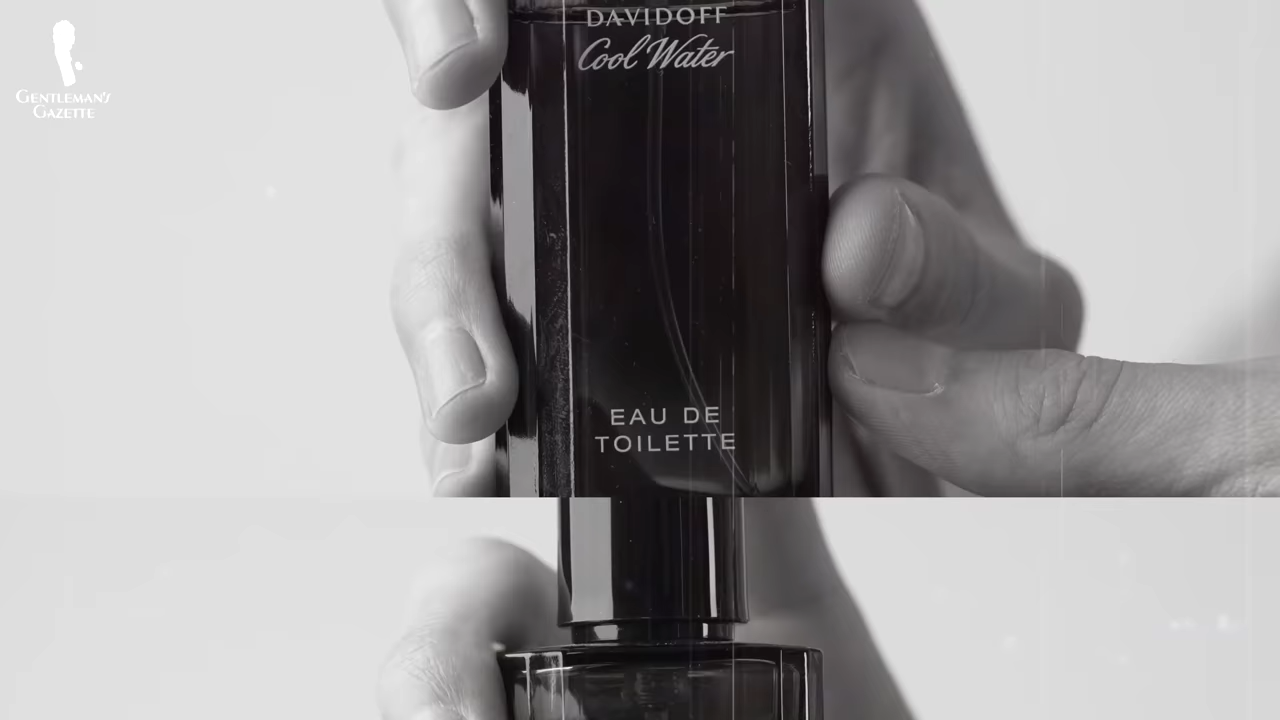 GENTLEMAN'S
GAZETTE
DAVIDOFF
Cool Water
EAU DE
TOILETTE